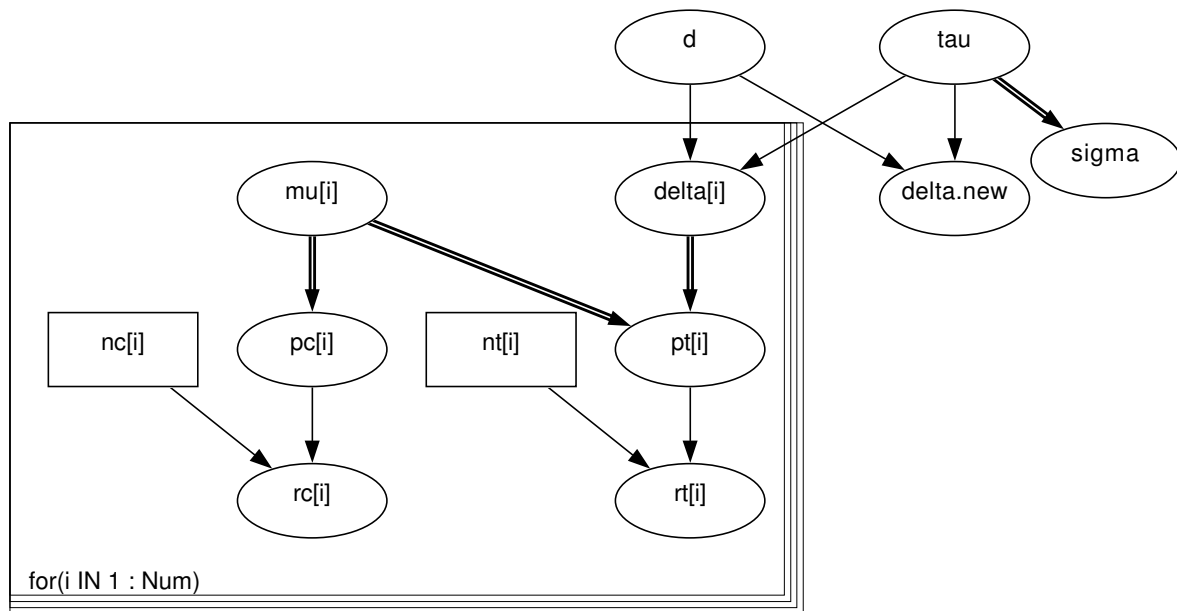 d
tau
sigma
mu[i]
delta[i]
delta.new
nc[i]
pc[i]
nt[i]
pt[i]
rc[i]
rt[i]
for(i IN 1 : Num)